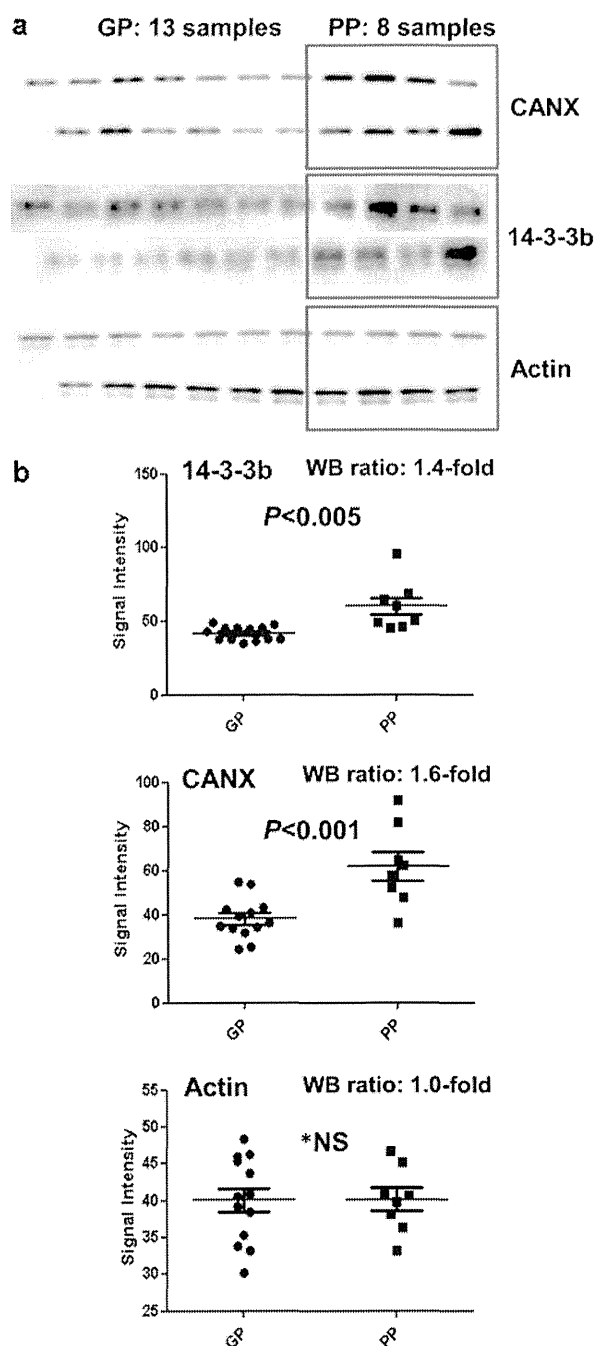 a GP: 13 samples PP: 8 samples
CANX
14-3-3b
Actin
b
14-3-3b WB ratio: 1.4-fold
P<0.005
150
100
50
0
Signal Intensity
GP PP
CANX WB ratio: 1.6-fold
P<0.001
100
80
60
40
20
0
Signal Intensity
GP PP
Actin WB ratio: 1.0-fold
*NS
55
50
45
40
35
30
25
Signal Intensity
GP PP